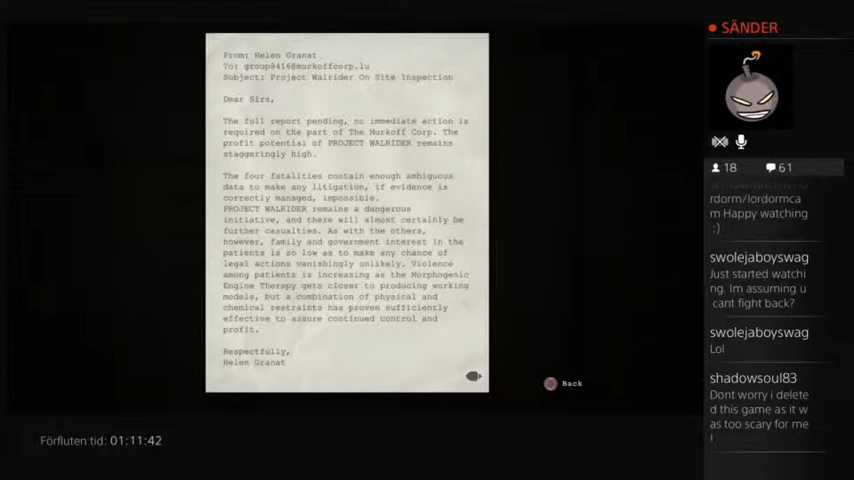 From: Helen Granat
To: group0416@murkoffcorp.lu
Subject: Project Walrider On Site Inspection
Dear Sirs,
The full report pending, no immediate action is
required on the part of The Murkoff Corp. The
profit potential of PROJECT WALRIDER remains
staggeringly high.
The four fatalities contain enough ambiguous
data to make any litigation, if evidence is
correctly managed, impossible.
PROJECT WALRIDER remains a dangerous
initiative, and there will almost certainly be
further casualties. As with the others,
however, family and government interest in the
patients is so low as to make any chance of
legal actions vanishingly unlikely. Violence
among patients is increasing as the Morphogenic
Engine Therapy gets closer to producing working
models, but a combination of physical and
chemical restraints has proven sufficiently
effective to assure continued control and
profit.
Respectfully,
Helen Granat
Back
Förfluten tid: 01:11:42
SÄNDER
18
61
rdorm/lordormca
m Happy watching
:)
swolejaboyswag
Just started watchi
ng. Im assuming u
cant fight back?
swolejaboyswag
Lol
shadowsoul83
Dont worry i delete
d this game as it w
as too scary for me
!